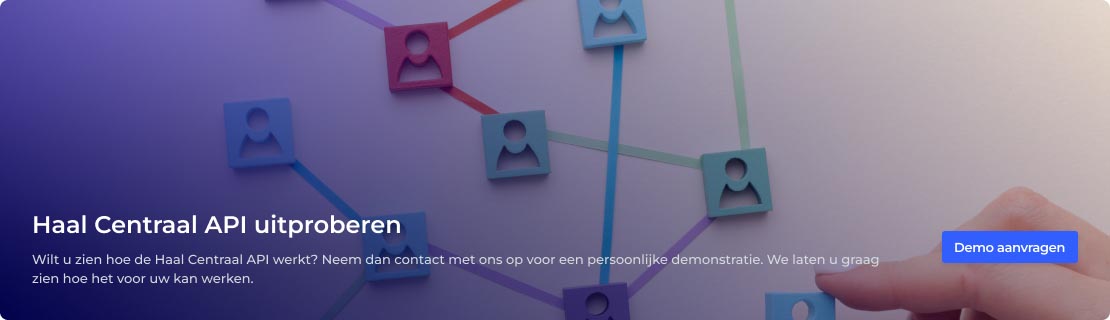 Haal Centraal API uitproberen
Wilt u zien hoe de Haal Centraal API werkt? Neem dan contact met ons op voor een persoonlijke demonstratie. We laten u graag
zien hoe het voor uw kan werken.
Demo aanvragen